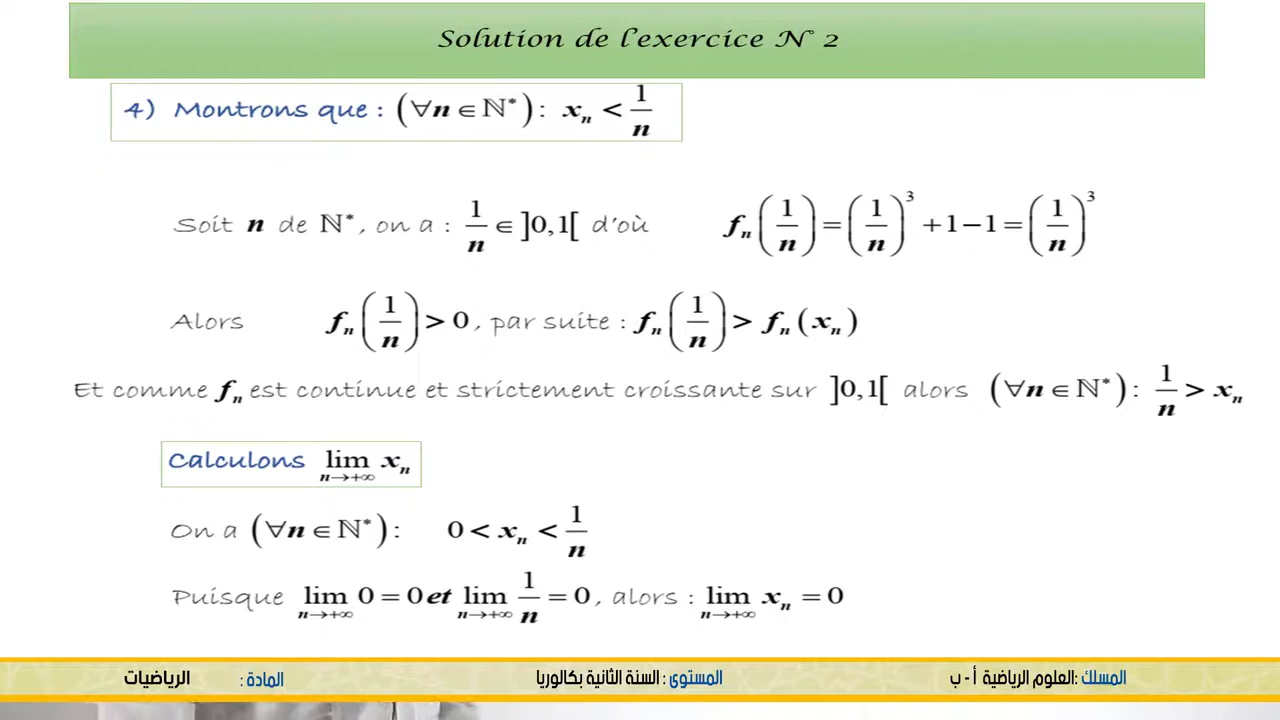 Solution de l'exercice N° 2
4) Montrons que : (∀n ∈ ℕ*) : xₙ < 1/n
Soit n de ℕ*, on a : 1/n ∈ ]0,1[ d'où fₙ(1/n) = (1/n)³ + 1 − 1 = (1/n)³
Alors fₙ(1/n) > 0, par suite : fₙ(1/n) > fₙ(xₙ)
Et comme fₙ est continue et strictement croissante sur ]0,1[ alors (∀n ∈ ℕ*) : 1/n > xₙ
Calculons lim n→+∞ xₙ
On a (∀n ∈ ℕ*) : 0 < xₙ < 1/n
Puisque lim n→+∞ 0 = 0 et lim n→+∞ 1/n = 0, alors : lim n→+∞ xₙ = 0
المسلك : العلوم الرياضية أ - ب المستوى : السنة الثانية بكالوريا المادة : الرياضيات